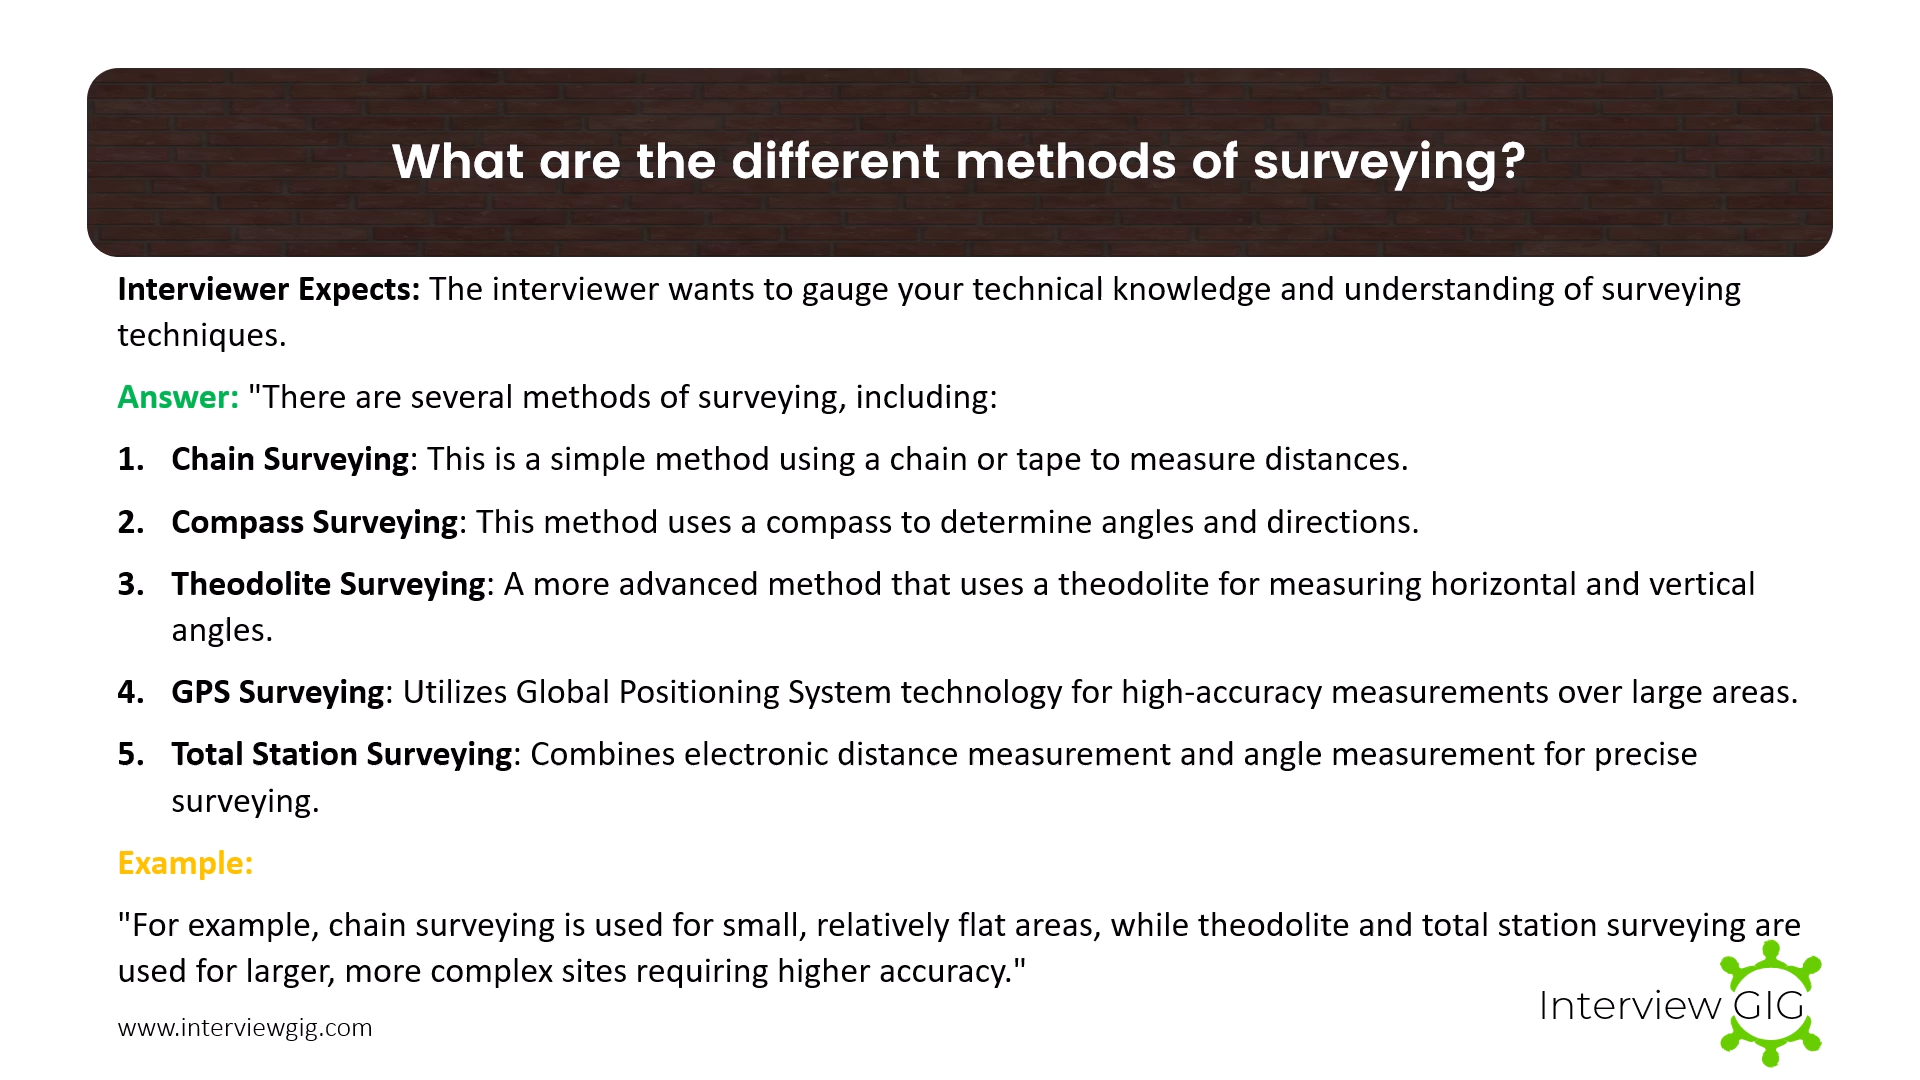 What are the different methods of surveying?
Interviewer Expects: The interviewer wants to gauge your technical knowledge and understanding of surveying
techniques.
Answer: "There are several methods of surveying, including:
1. Chain Surveying: This is a simple method using a chain or tape to measure distances.
2. Compass Surveying: This method uses a compass to determine angles and directions.
3. Theodolite Surveying: A more advanced method that uses a theodolite for measuring horizontal and vertical
angles.
4. GPS Surveying: Utilizes Global Positioning System technology for high-accuracy measurements over large areas.
5. Total Station Surveying: Combines electronic distance measurement and angle measurement for precise
surveying.
Example:
"For example, chain surveying is used for small, relatively flat areas, while theodolite and total station surveying are
used for larger, more complex sites requiring higher accuracy."
Interview GIG
www.interviewgig.com